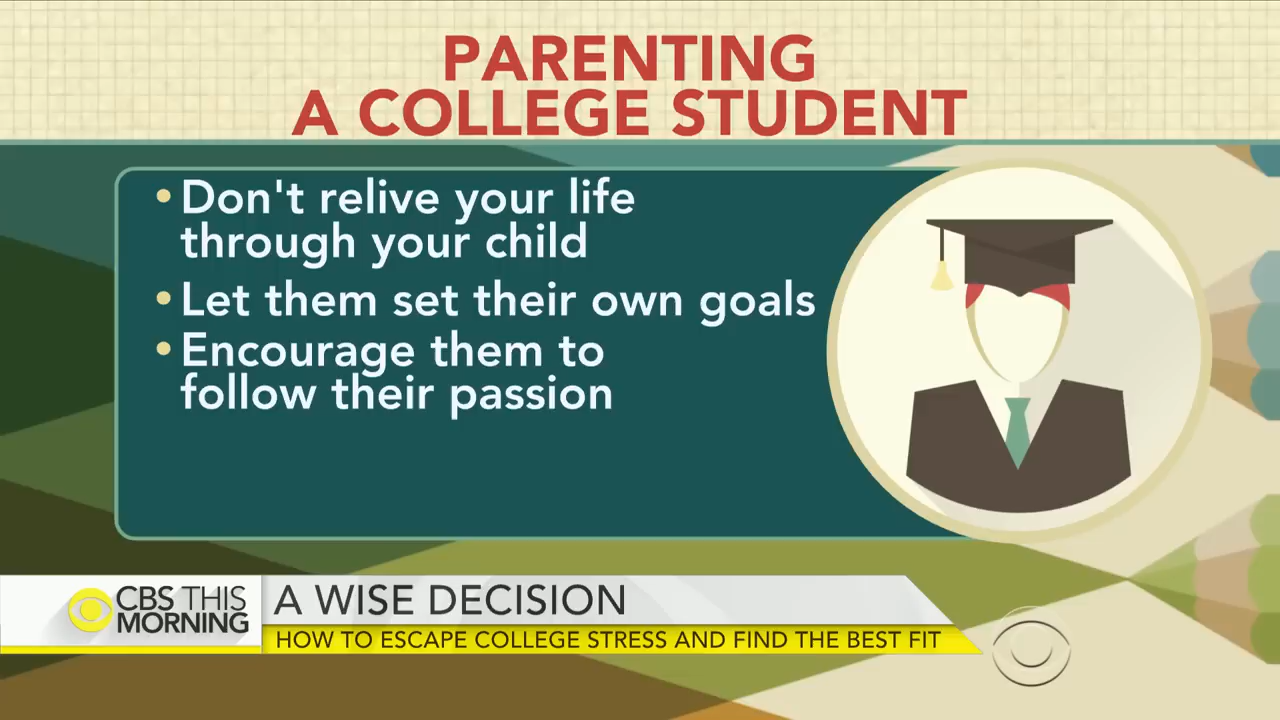 PARENTING
A COLLEGE STUDENT
• Don't relive your life
through your child
• Let them set their own goals
• Encourage them to
follow their passion
CBS THIS
MORNING
A WISE DECISION
HOW TO ESCAPE COLLEGE STRESS AND FIND THE BEST FIT